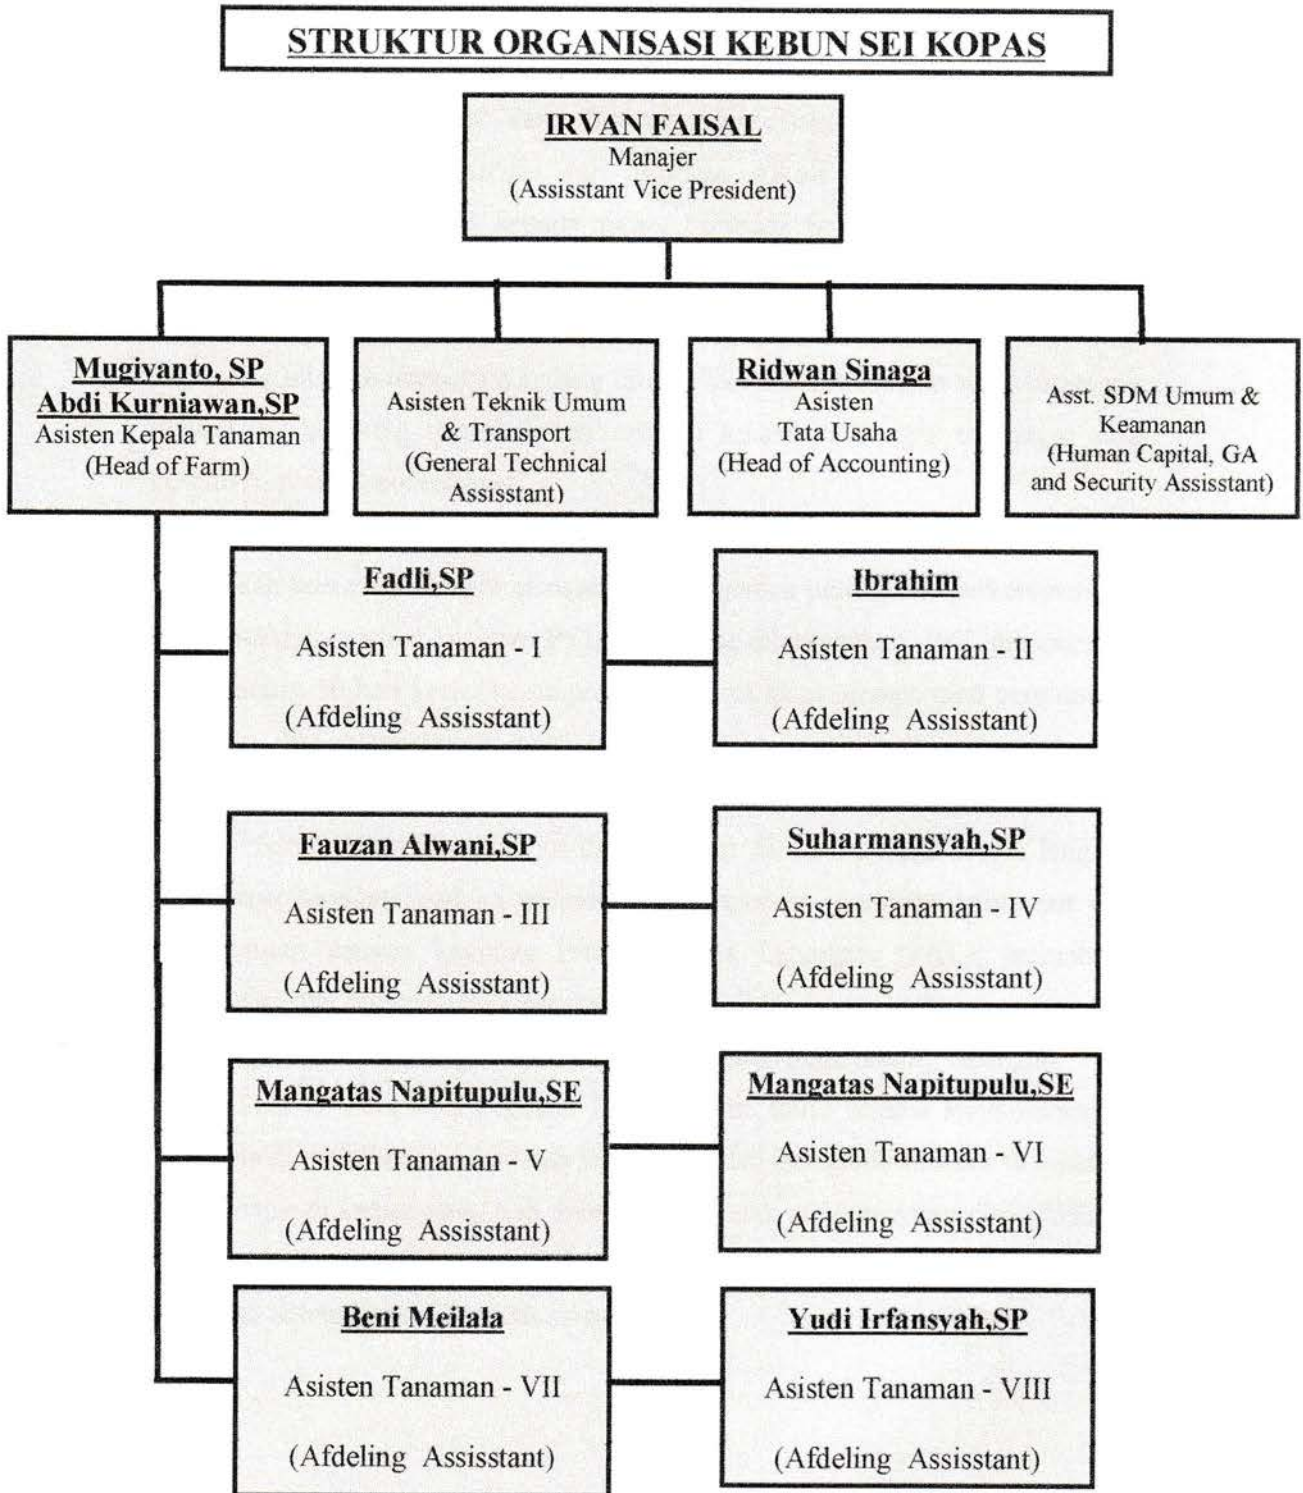 STRUKTUR ORGANISASI KEBUN SEI KOPAS
IRVAN FAISAL
Manajer
(Assisstant Vice President)
Mugiyanto, SP
Abdi Kurniawan,SP
Asisten Kepala Tanaman
(Head of Farm)
Asisten Teknik Umum
& Transport
(General Technical
Assisstant)
Ridwan Sinaga
Asisten
Tata Usaha
(Head of Accounting)
Asst. SDM Umum &
Keamanan
(Human Capital, GA
and Security Assisstant)
Fadli,SP
Asisten Tanaman - I
(Afdeling Assisstant)
Ibrahim
Asisten Tanaman - II
(Afdeling Assisstant)
Fauzan Alwani,SP
Asisten Tanaman - III
(Afdeling Assisstant)
Suharmansyah,SP
Asisten Tanaman - IV
(Afdeling Assisstant)
Mangatas Napitupulu,SE
Asisten Tanaman - V
(Afdeling Assisstant)
Mangatas Napitupulu,SE
Asisten Tanaman - VI
(Afdeling Assisstant)
Beni Meilala
Asisten Tanaman - VII
(Afdeling Assisstant)
Yudi Irfansyah,SP
Asisten Tanaman - VIII
(Afdeling Assisstant)